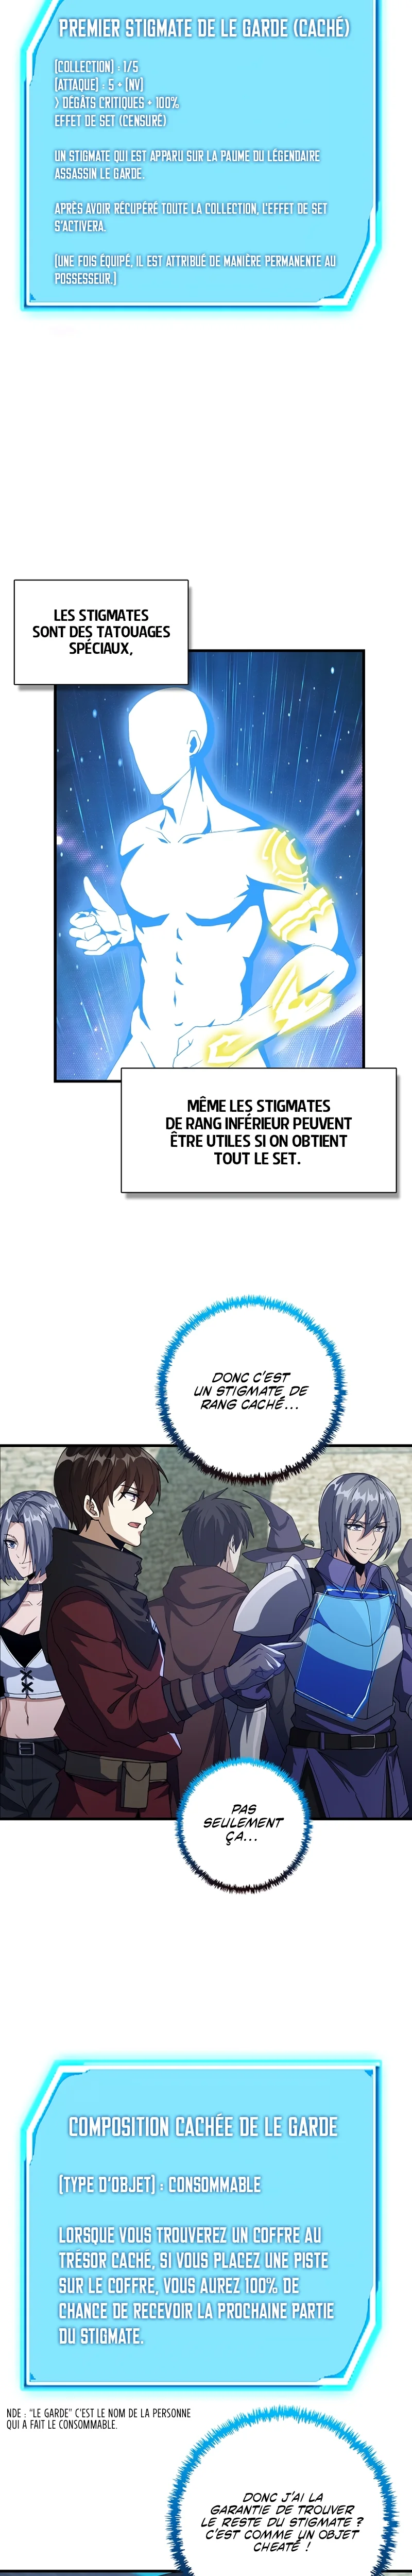 PREMIER STIGMATE DE LE GARDE (CACHÉ)
[COLLECTION] : 1/5
[ATTAQUE] : 5 + [NV]
> DÉGÂTS CRITIQUES + 100%
EFFET DE SET (CENSURÉ)
UN STIGMATE QUI EST APPARU SUR LA PAUME DU LÉGENDAIRE
ASSASSIN LE GARDE.
APRÈS AVOIR RÉCUPÉRÉ TOUTE LA COLLECTION, L'EFFET DE SET
S'ACTIVERA.
[UNE FOIS ÉQUIPÉ, IL EST ATTRIBUÉ DE MANIÈRE PERMANENTE AU
POSSESSEUR.]
LES STIGMATES
SONT DES TATOUAGES
SPÉCIAUX,
MÊME LES STIGMATES
DE RANG INFÉRIEUR PEUVENT
ÊTRE UTILES SI ON OBTIENT
TOUT LE SET.
DONC C'EST
UN STIGMATE DE
RANG CACHÉ...
PAS
SEULEMENT
ÇA...
COMPOSITION CACHÉE DE LE GARDE
[TYPE D'OBJET] : CONSOMMABLE
LORSQUE VOUS TROUVEREZ UN COFFRE AU
TRÉSOR CACHÉ, SI VOUS PLACEZ UNE PISTE
SUR LE COFFRE, VOUS AUREZ 100% DE
CHANCE DE RECEVOIR LA PROCHAINE PARTIE
DU STIGMATE.
NDE : "LE GARDE" C'EST LE NOM DE LA PERSONNE
QUI A FAIT LE CONSOMMABLE.
DONC J'AI LA
GARANTIE DE TROUVER
LE RESTE DU STIGMATE ?
C'EST COMME UN OBJET
CHEATÉ !